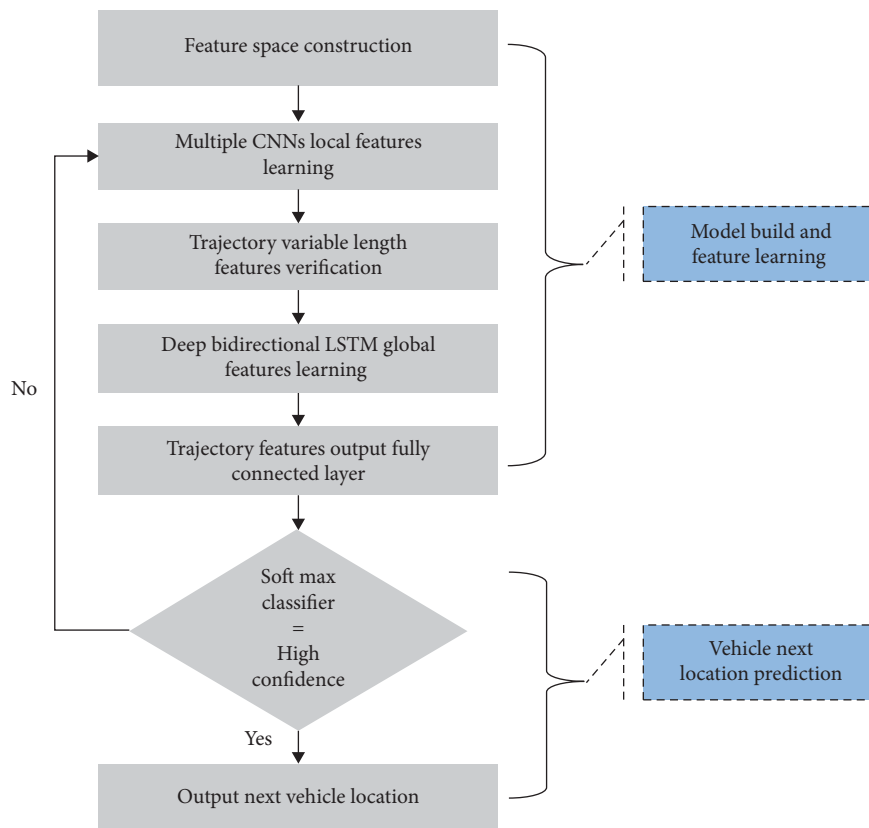 Feature space construction
Multiple CNNs local features
learning
Trajectory variable length
features verification
Model build and
feature learning
Deep bidirectional LSTM global
features learning
No
Trajectory features output fully
connected layer
Soft max
classifier
=
High
confidence
Vehicle next
location prediction
Yes
Output next vehicle location